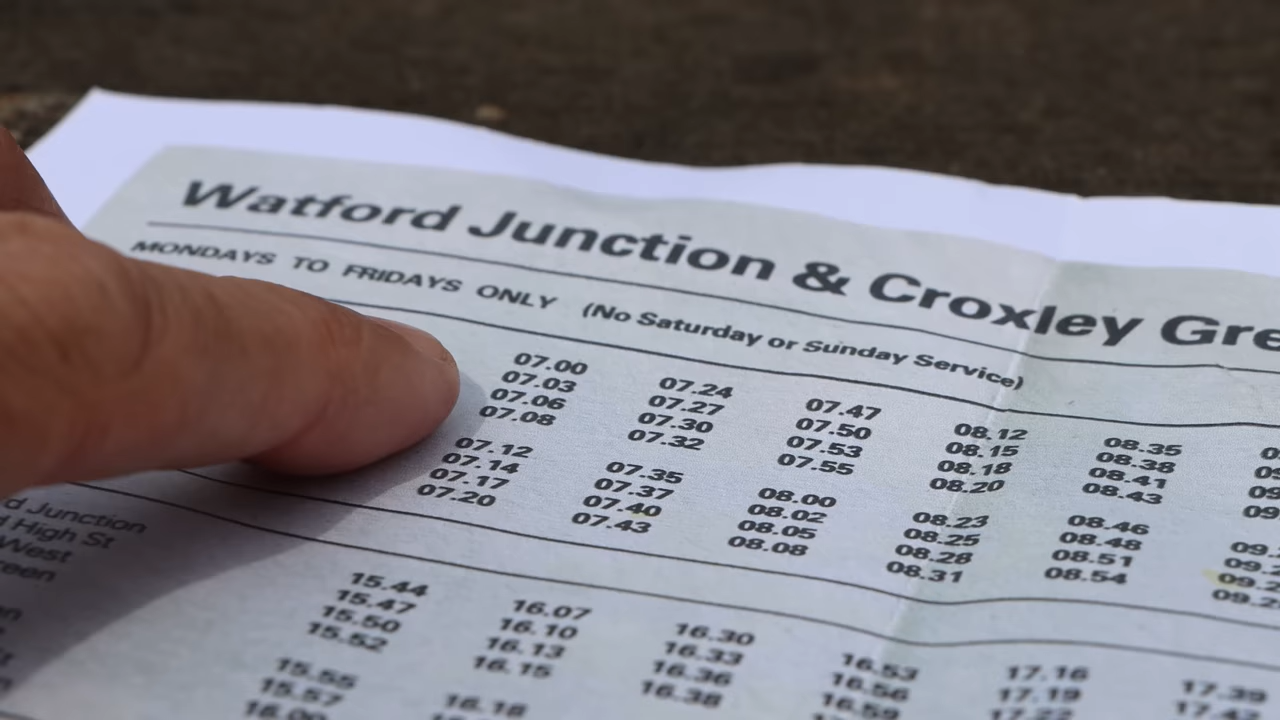 Watford Junction & Croxley Gre
MONDAYS TO FRIDAYS ONLY (No Saturday or Sunday Service)
07.00 07.24 07.47 08.12 08.35
07.03 07.27 07.50 08.15 08.38
07.06 07.30 07.53 08.18 08.41
07.08 07.32 07.55 08.20 08.43
07.12 07.35 08.00 08.23 08.46
07.14 07.37 08.02 08.25 08.48
07.17 07.40 08.05 08.28 08.51
07.20 07.43 08.08 08.31 08.54
d Junction
d High St
West
reen
15.44 16.07 16.30 16.53 17.16 17.39
15.47 16.10 16.33 16.56 17.19
15.50 16.13 16.36 16.59
15.52 16.15 16.38
15.55 16.18
15.57
16.00